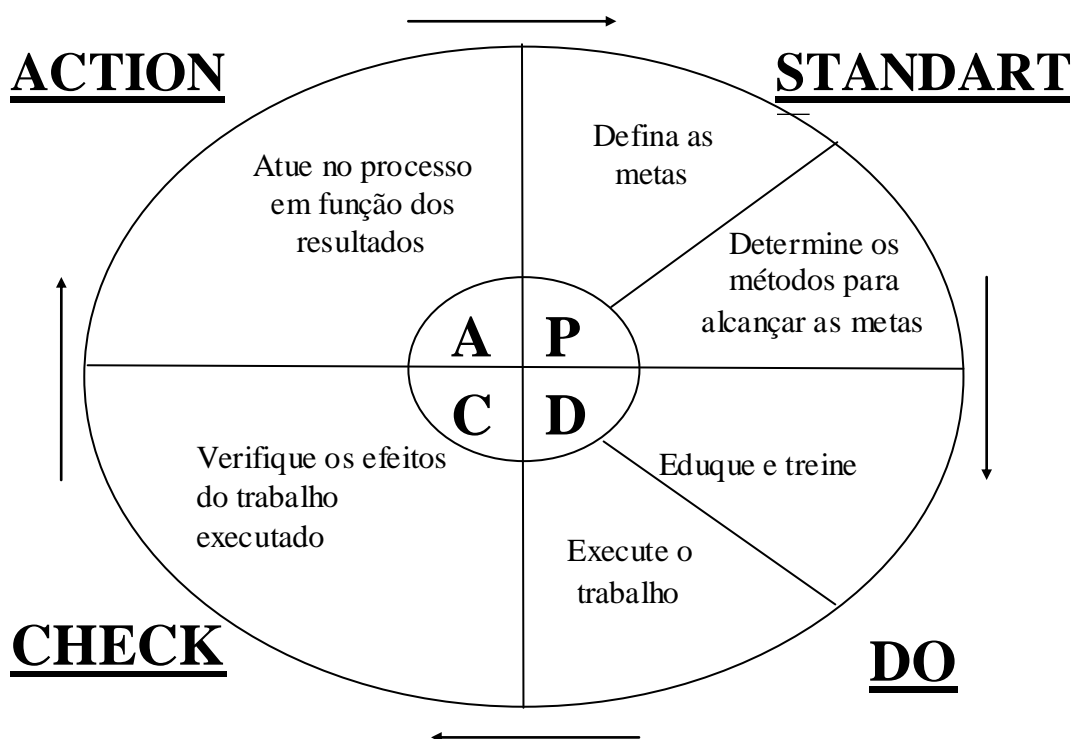 ACTION
STANDART
Defina as
metas
Atue no processo
em função dos
resultados
Determine os
métodos para
alcançar as metas
A P
C D
Verifique os efeitos
do trabalho
executado
Eduque e treine
Execute o
trabalho
CHECK
DO